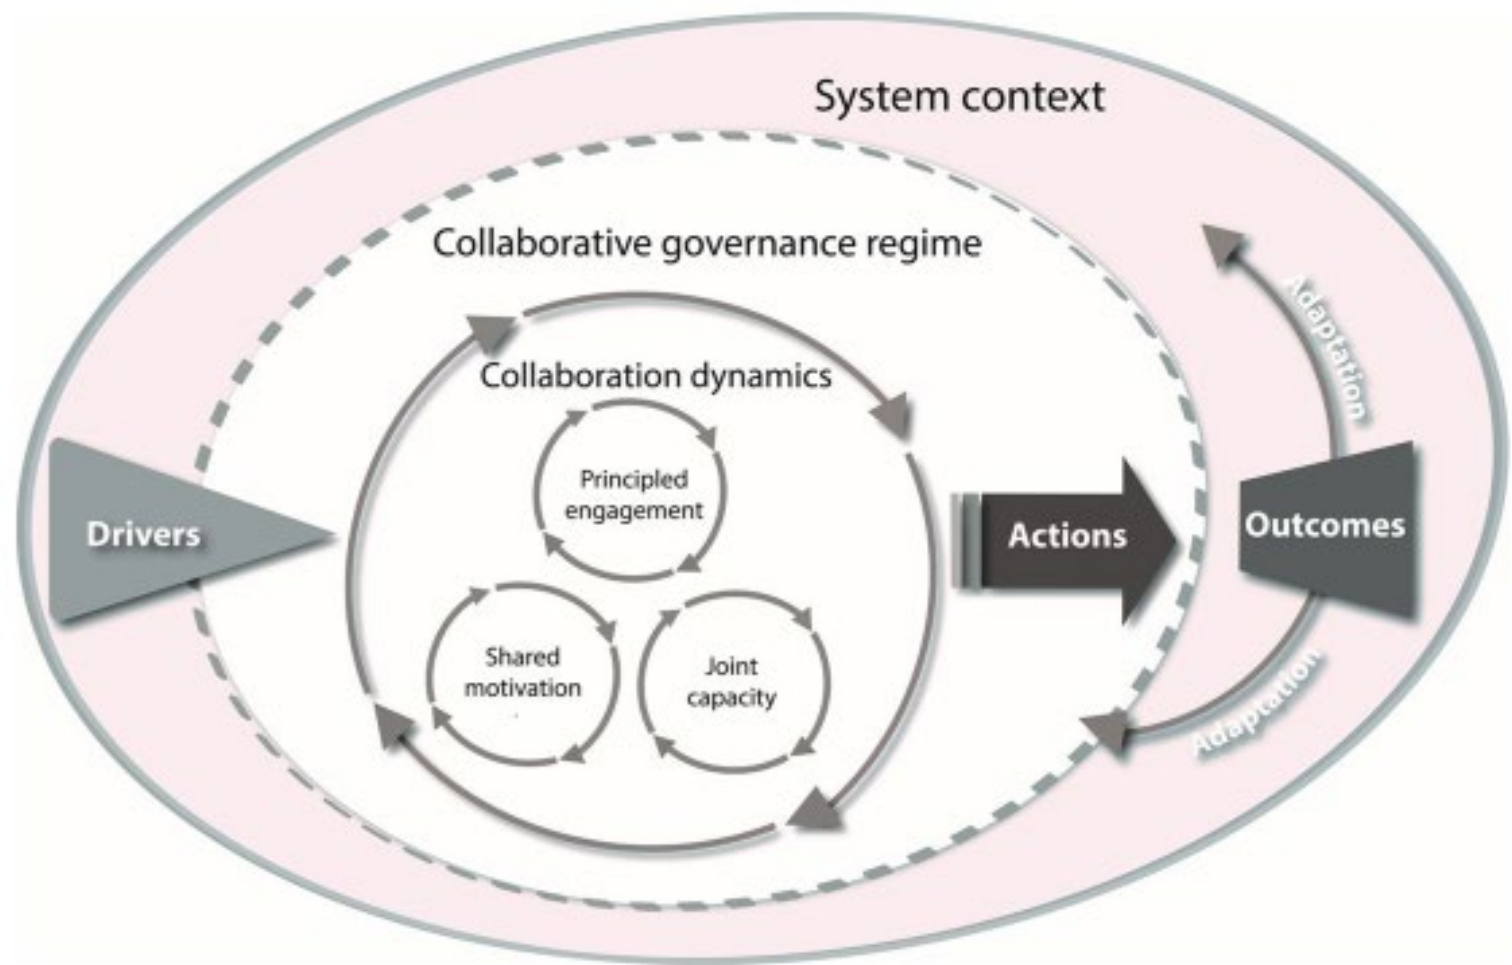 System context
Collaborative governance regime
Collaboration dynamics
Principled
engagement
Shared
motivation
Joint
capacity
Drivers
Actions
Outcomes
Adaptation
Adaptation